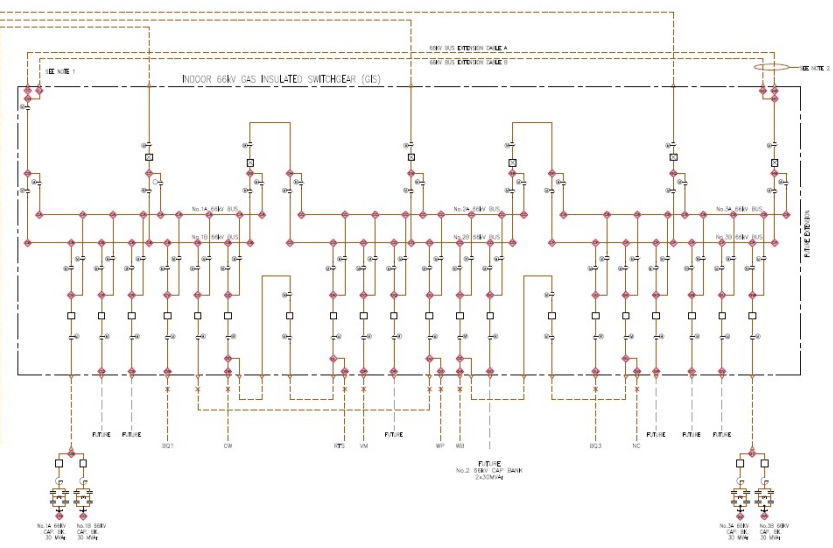 66kV BUS EXTENSION CABLE A
66kV BUS EXTENSION CABLE B
SEE NOTE 1
SEE NOTE 2
INDOOR 66kV GAS INSULATED SWITCHGEAR (GIS)
No.1A 66kV BUS
No.2A 66kV BUS
No.3A 66kV BUS
No.1B 66kV BUS
No.2B 66kV BUS
No.3B 66kV BUS
FUTURE EXTENSION
FUTURE
FUTURE
BQ1
CW
RTS
VM
FUTURE
WP
WB
FUTURE
No.2 66kV CAP BANK
2x30MVAr
BQ3
NC
FUTURE
FUTURE
FUTURE
No.1A 66kV
CAP. BK.
30 MVAr
No.1B 66kV
CAP. BK.
30 MVAr
No.3A 66kV
CAP. BK.
30 MVAr
No.3B 66kV
CAP. BK.
30 MVAr